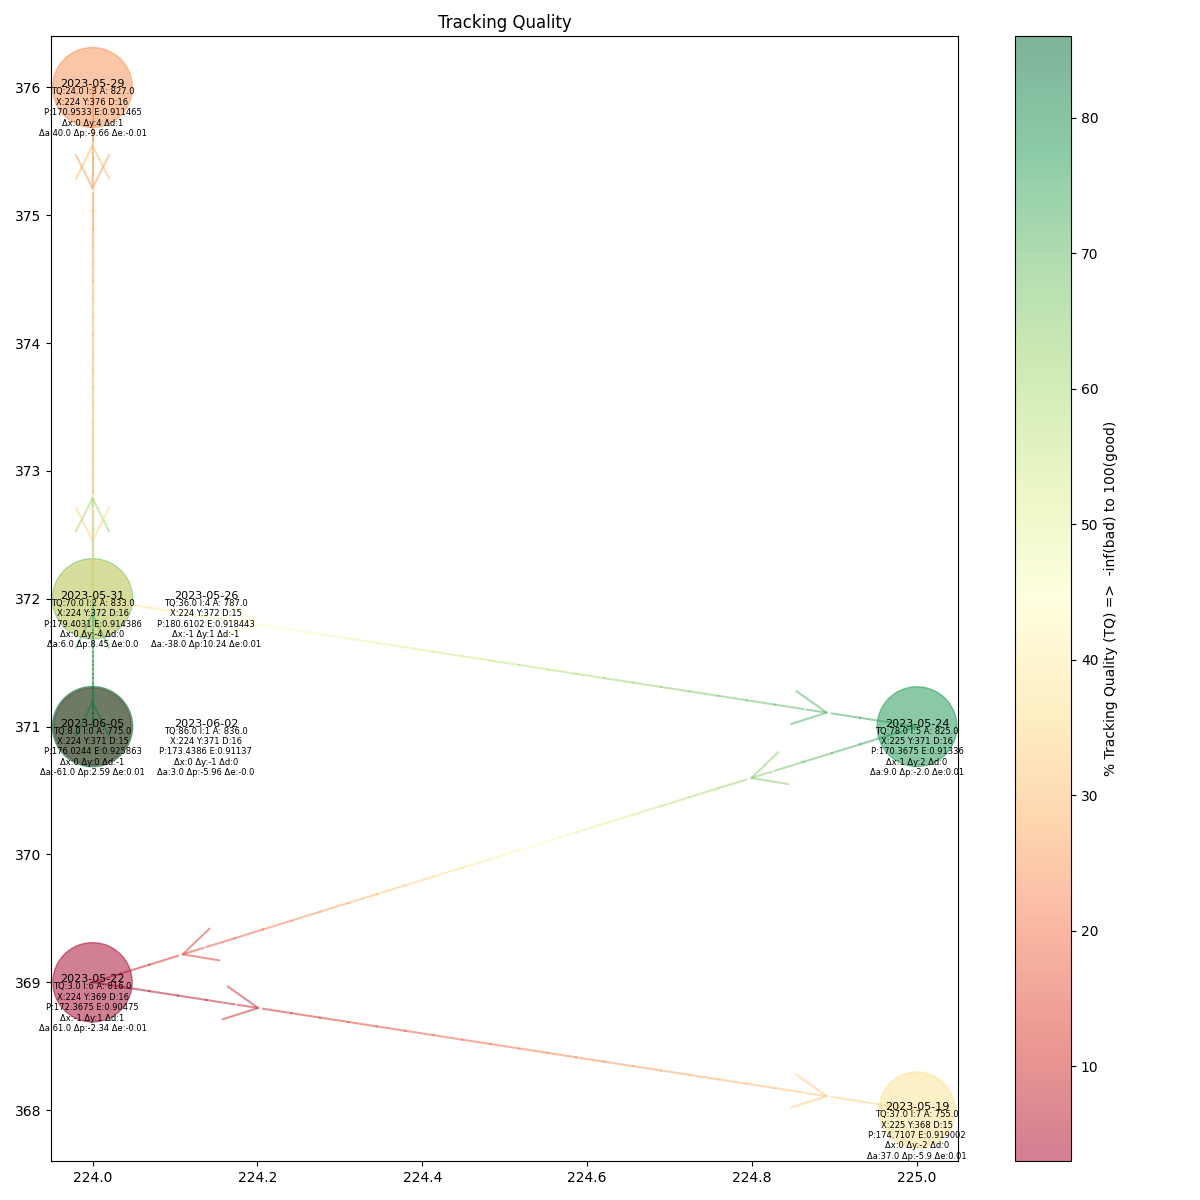 Tracking Quality
376
375
374
373
372
371
370
369
368
2023-05-29
TQ:24.0 I:3 A: 827.0
X:224 Y:376 D:16
P:170.9533 E:0.911465
Δx:0 Δy:4 Δd:1
Δa:40.0 Δp:-9.66 Δe:-0.01
2023-05-31
TQ:70.0 I:2 A: 833.0
X:224 Y:372 D:16
P:179.4031 E:0.914386
Δx:0 Δy:-4 Δd:0
Δa:6.0 Δp:8.45 Δe:0.0
2023-05-26
TQ:36.0 I:4 A: 787.0
X:224 Y:372 D:15
P:180.6102 E:0.918443
Δx:-1 Δy:1 Δd:-1
Δa:-38.0 Δp:10.24 Δe:0.01
2023-06-05
TQ:8.0 I:0 A: 775.0
X:224 Y:371 D:15
P:176.0244 E:0.925863
Δx:0 Δy:0 Δd:-1
Δa:-61.0 Δp:2.59 Δe:0.01
2023-06-02
TQ:86.0 I:1 A: 836.0
X:224 Y:371 D:16
P:173.4386 E:0.91137
Δx:0 Δy:-1 Δd:0
Δa:3.0 Δp:-5.96 Δe:-0.0
2023-05-24
TQ:78.0 I:5 A: 825.0
X:225 Y:371 D:16
P:170.3675 E:0.91336
Δx:1 Δy:2 Δd:0
Δa:9.0 Δp:-2.0 Δe:0.01
2023-05-22
TQ:3.0 I:6 A: 816.0
X:224 Y:369 D:16
P:172.3675 E:0.90475
Δx:-1 Δy:1 Δd:1
Δa:61.0 Δp:-2.34 Δe:-0.01
2023-05-19
TQ:37.0 I:7 A: 755.0
X:225 Y:368 D:15
P:174.7107 E:0.919002
Δx:0 Δy:-2 Δd:0
Δa:37.0 Δp:-5.9 Δe:0.01
224.0
224.2
224.4
224.6
224.8
225.0
80
70
60
50
40
30
20
10
% Tracking Quality (TQ) => -inf(bad) to 100(good)